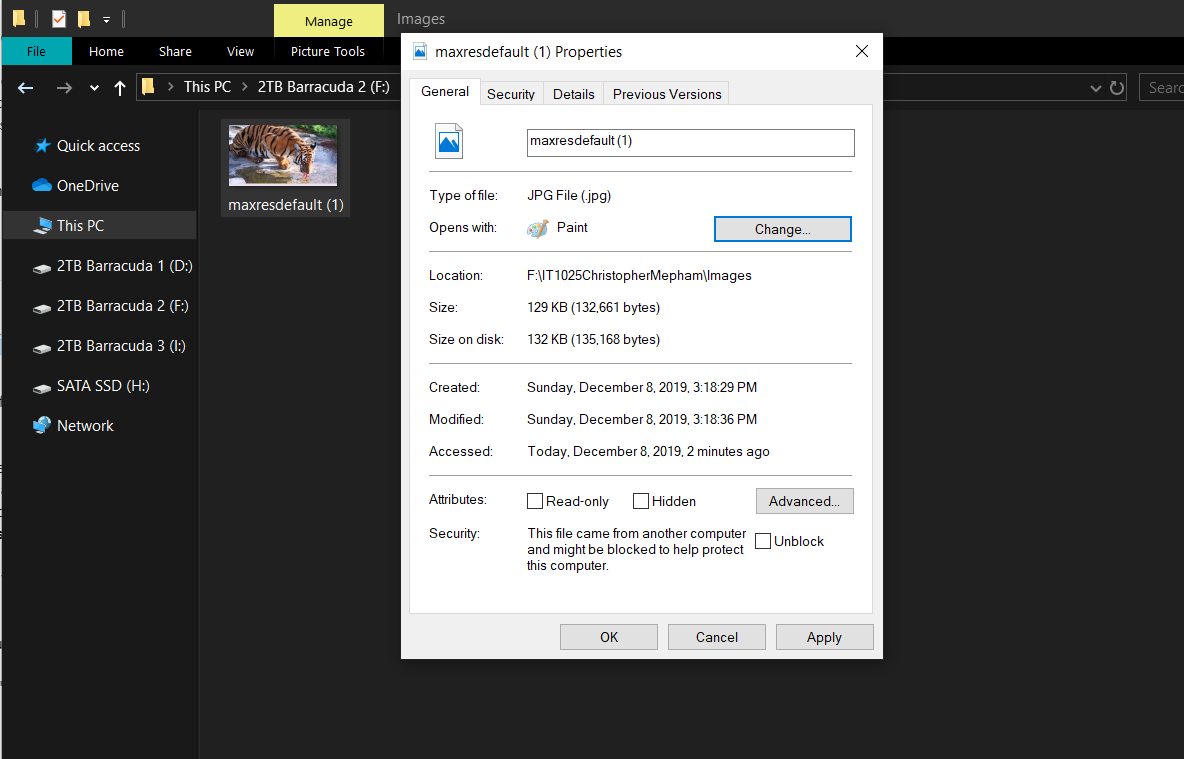 Manage
Images
File
Home
Share
View
Picture Tools
This PC
2TB Barracuda 2 (F:)
Sear
Quick access
OneDrive
This PC
2TB Barracuda 1 (D:)
2TB Barracuda 2 (F:)
2TB Barracuda 3 (I:)
SATA SSD (H:)
Network
maxresdefault (1)
maxresdefault (1) Properties
General
Security
Details
Previous Versions
maxresdefault (1)
Type of file: JPG File (.jpg)
Opens with: Paint
Change...
Location: F:\IT1025ChristopherMepham\Images
Size: 129 KB (132,661 bytes)
Size on disk: 132 KB (135,168 bytes)
Created: Sunday, December 8, 2019, 3:18:29 PM
Modified: Sunday, December 8, 2019, 3:18:36 PM
Accessed: Today, December 8, 2019, 2 minutes ago
Attributes: Read-only Hidden
Advanced...
Security: This file came from another computer
and might be blocked to help protect
this computer.
Unblock
OK
Cancel
Apply